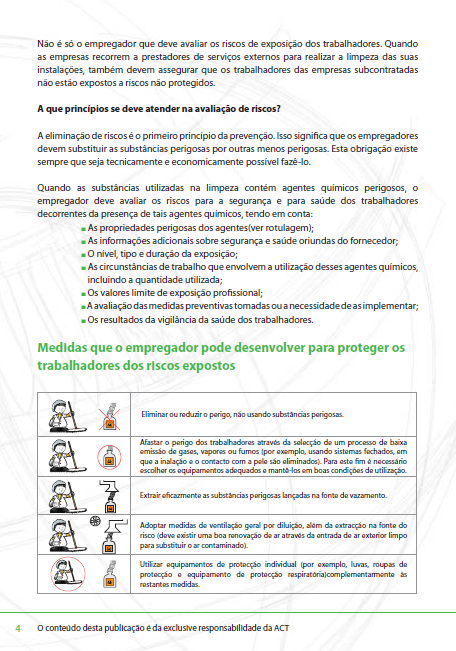 Não é só o empregador que deve avaliar os riscos de exposição dos trabalhadores. Quando
as empresas recorrem a prestadores de serviços externos para realizar a limpeza das suas
instalações, também devem assegurar que os trabalhadores das empresas subcontratadas
não estão expostos a riscos não protegidos.
A que princípios se deve atender na avaliação de riscos?
A eliminação de riscos é o primeiro princípio da prevenção. Isso significa que os empregadores
devem substituir as substâncias perigosas por outras menos perigosas. Esta obrigação existe
sempre que seja tecnicamente e economicamente possível fazê-lo.
Quando as substâncias utilizadas na limpeza contém agentes químicos perigosos, o
empregador deve avaliar os riscos para a segurança e para saúde dos trabalhadores
decorrentes da presença de tais agentes químicos, tendo em conta:
■ As propriedades perigosas dos agentes(ver rotulagem);
■ As informações adicionais sobre segurança e saúde oriundas do fornecedor;
■ O nível, tipo e duração da exposição;
■ As circunstâncias de trabalho que envolvem a utilização desses agentes químicos,
incluindo a quantidade utilizada;
■ Os valores limite de exposição profissional;
■ A avaliação das medidas preventivas tomadas ou a necessidade de as implementar;
■ Os resultados da vigilância da saúde dos trabalhadores.
Medidas que o empregador pode desenvolver para proteger os
trabalhadores dos riscos expostos
Eliminar ou reduzir o perigo, não usando substâncias perigosas.
Afastar o perigo dos trabalhadores através da selecção de um processo de baixa
emissão de gases, vapores ou fumos (por exemplo, usando sistemas fechados, em
que a inalação e o contacto com a pele são eliminados). Para este fim é necessário
escolher os equipamentos adequados e mantê-los em boas condições de utilização.
Extrair eficazmente as substâncias perigosas lançadas na fonte de vazamento.
Adoptar medidas de ventilação geral por diluição, além da extracção na fonte do
risco (deve existir uma boa renovação de ar através da entrada de ar exterior limpo
para substituir o ar contaminado).
Utilizar equipamentos de protecção individual (por exemplo, luvas, roupas de
protecção e equipamento de protecção respiratória)complementarmente às
restantes medidas.
4 O conteúdo desta publicação é da exclusive responsabilidade da ACT